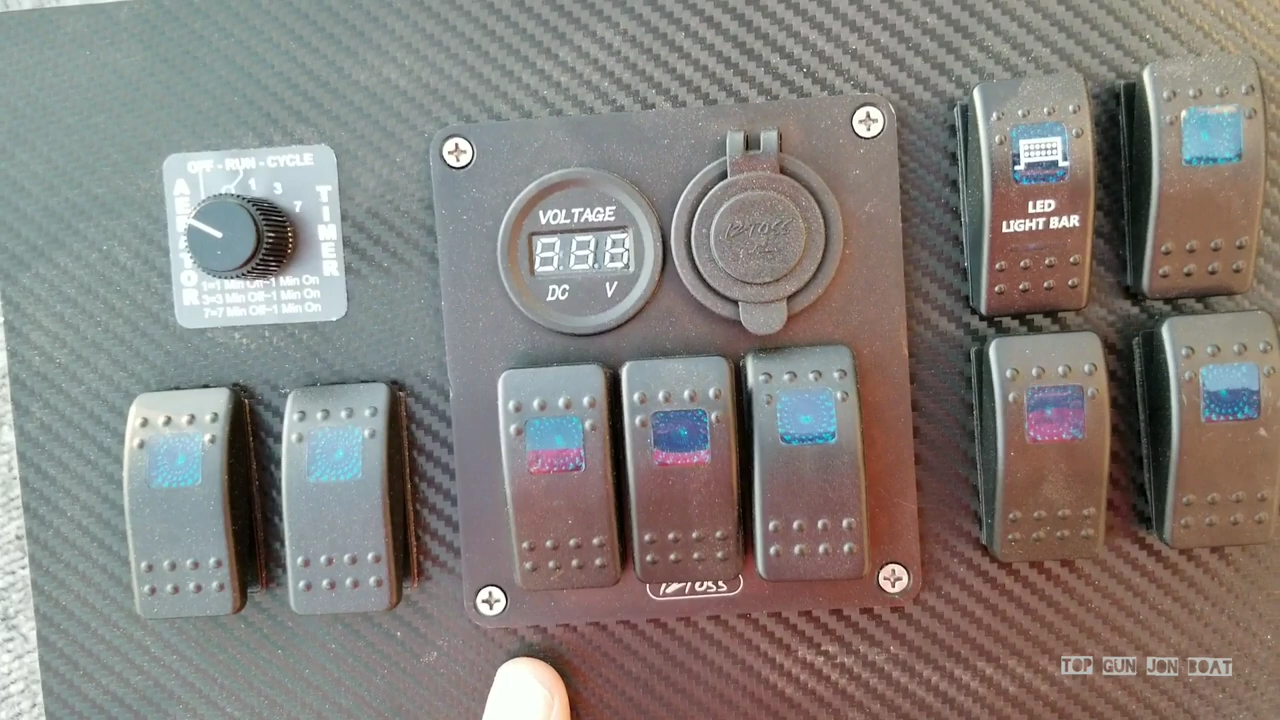 OFF - RUN - CYCLE
1 3
7
AERATOR
TIMER
1=1 Min Off-1 Min On
3=3 Min Off-1 Min On
7=7 Min Off-1 Min On
VOLTAGE
888
DC V
LED
LIGHT BAR
TOP GUN JON BOAT